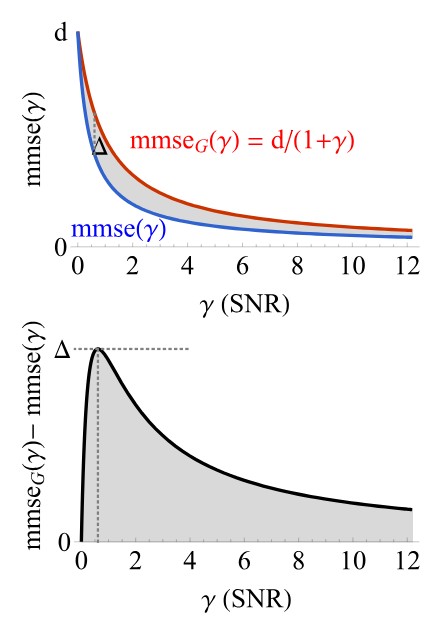 d
mmse(γ)
mmse_G(γ) = d/(1+γ)
Δ
mmse(γ)
0
0 2 4 6 8 10 12
γ (SNR)
Δ
mmse_G(γ)− mmse(γ)
0
0 2 4 6 8 10 12
γ (SNR)